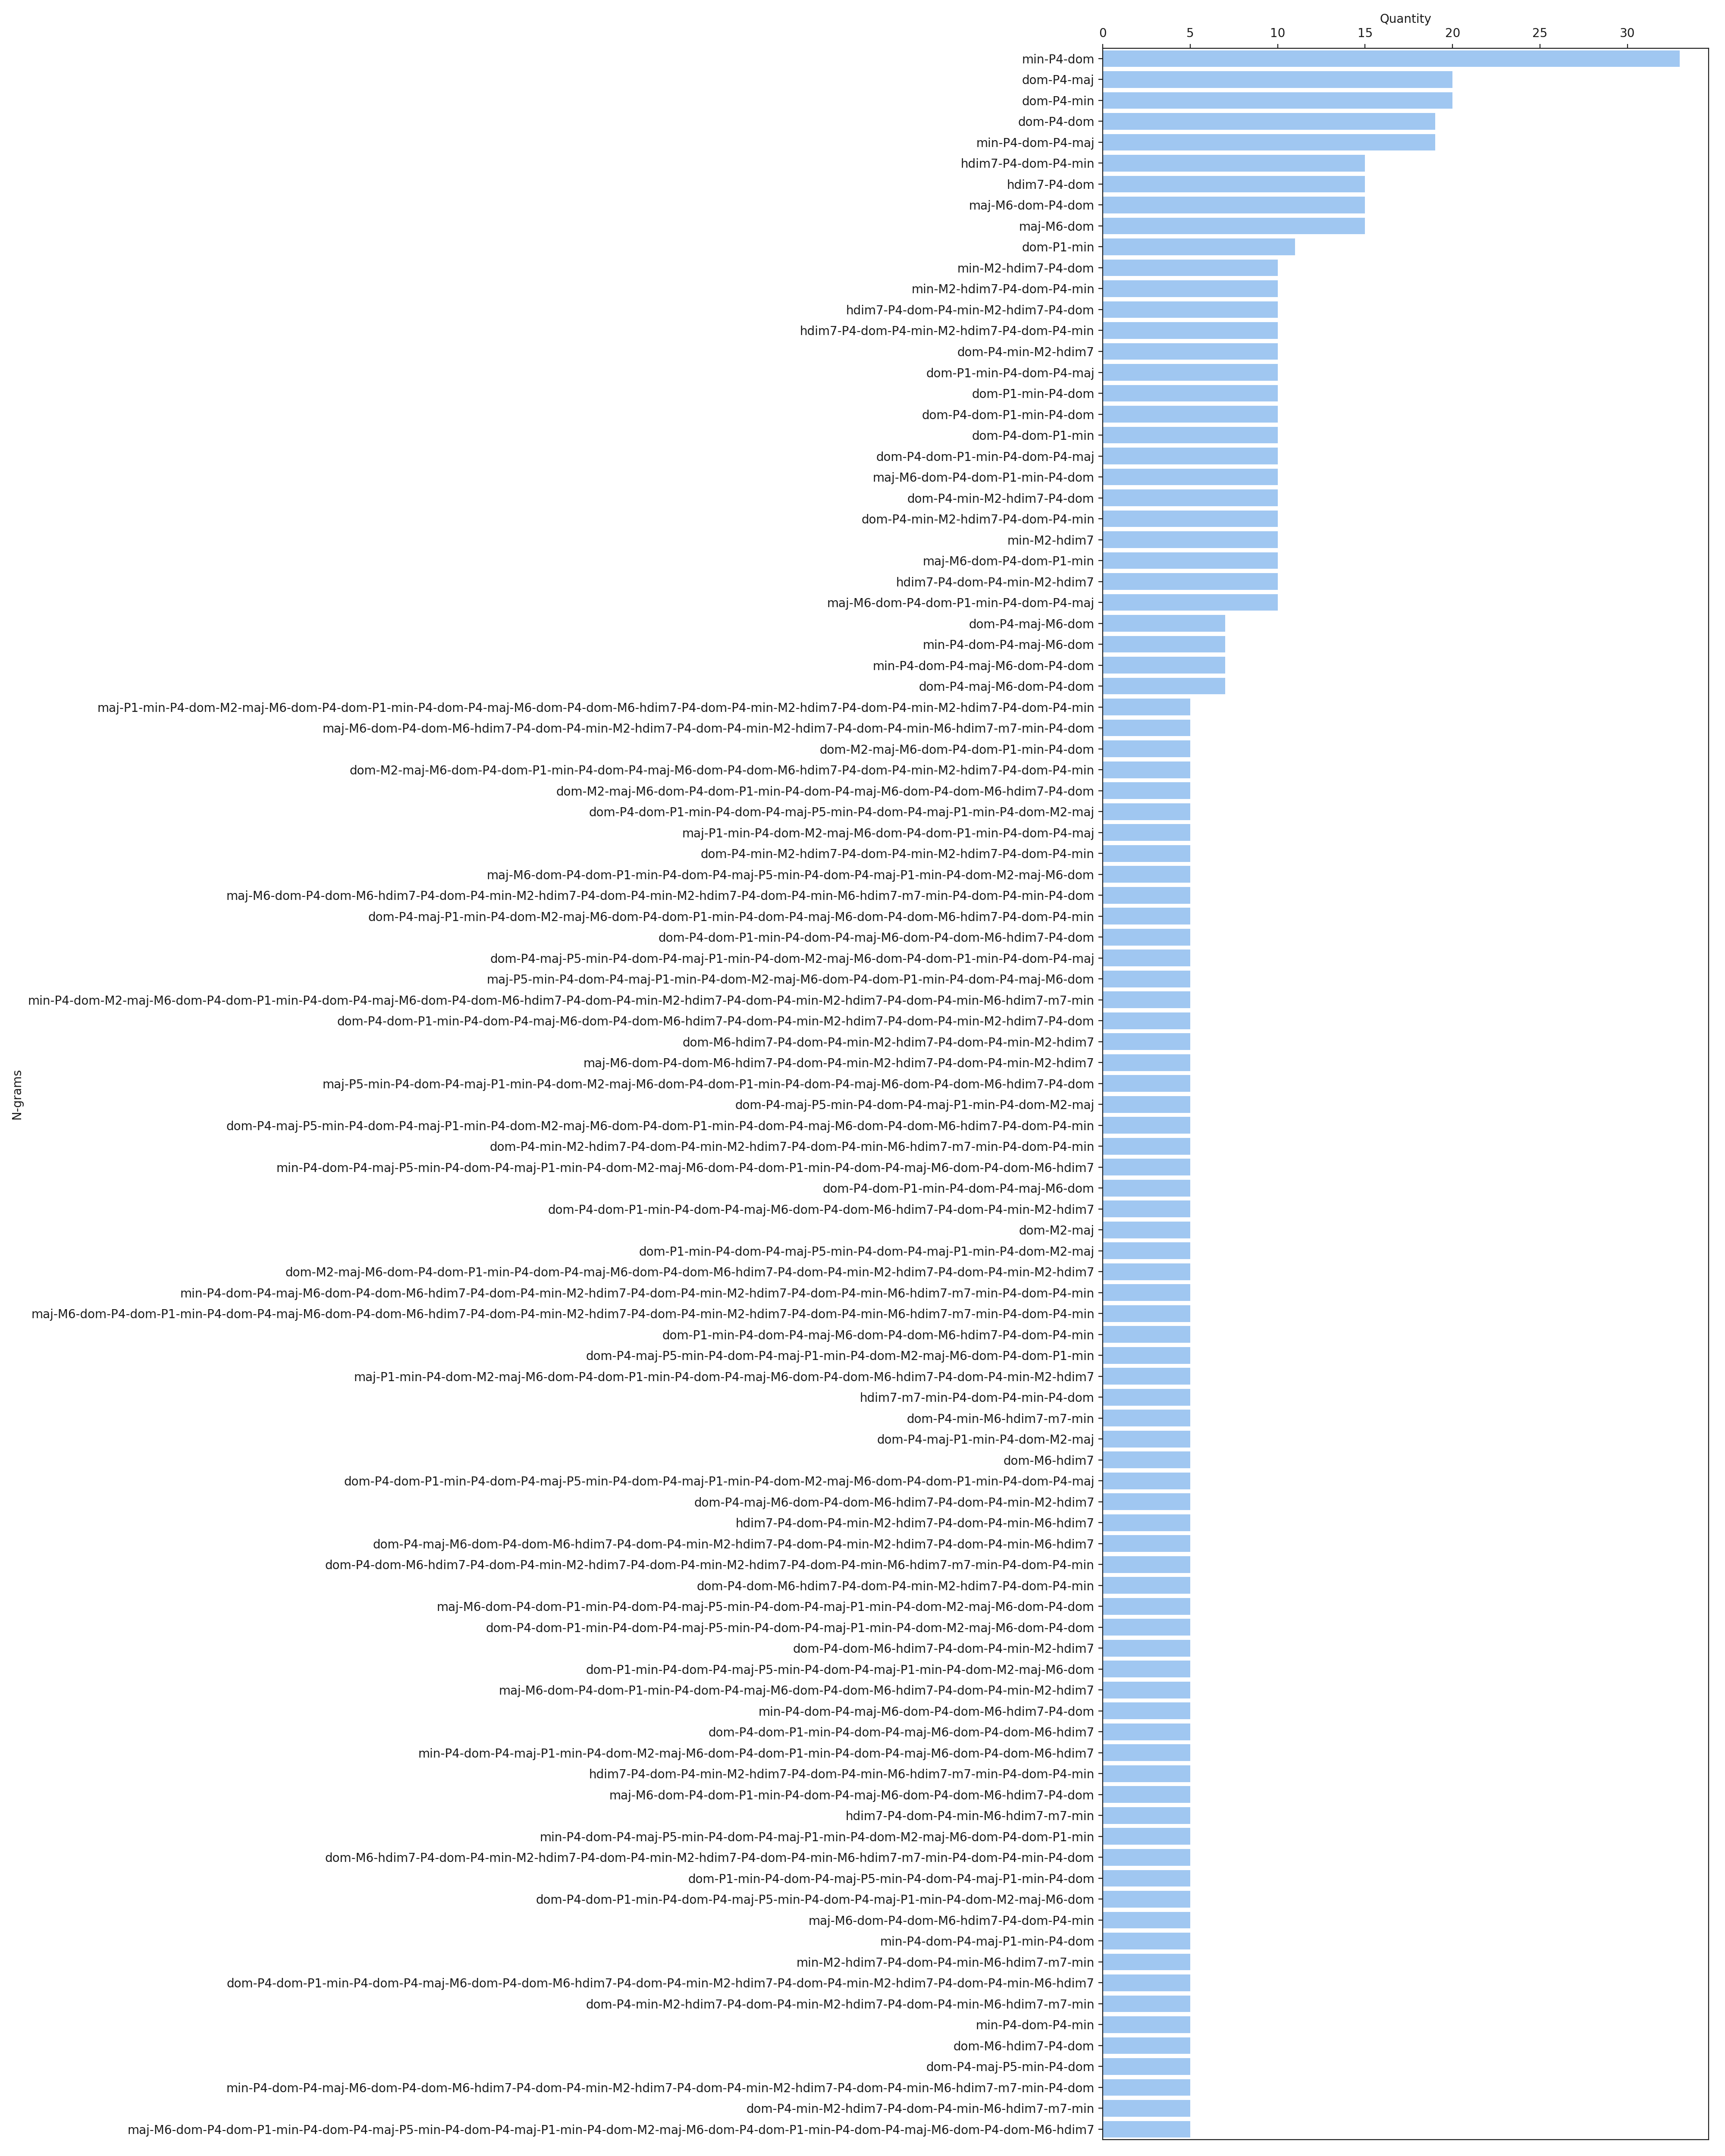 Quantity
0 5 10 15 20 25 30
min-P4-dom
dom-P4-maj
dom-P4-min
dom-P4-dom
min-P4-dom-P4-maj
hdim7-P4-dom-P4-min
hdim7-P4-dom
maj-M6-dom-P4-dom
maj-M6-dom
dom-P1-min
min-M2-hdim7-P4-dom
min-M2-hdim7-P4-dom-P4-min
hdim7-P4-dom-P4-min-M2-hdim7-P4-dom
hdim7-P4-dom-P4-min-M2-hdim7-P4-dom-P4-min
dom-P4-min-M2-hdim7
dom-P1-min-P4-dom-P4-maj
dom-P1-min-P4-dom
dom-P4-dom-P1-min-P4-dom
dom-P4-dom-P1-min
dom-P4-dom-P1-min-P4-dom-P4-maj
maj-M6-dom-P4-dom-P1-min-P4-dom
dom-P4-min-M2-hdim7-P4-dom
dom-P4-min-M2-hdim7-P4-dom-P4-min
min-M2-hdim7
maj-M6-dom-P4-dom-P1-min
hdim7-P4-dom-P4-min-M2-hdim7
maj-M6-dom-P4-dom-P1-min-P4-dom-P4-maj
dom-P4-maj-M6-dom
min-P4-dom-P4-maj-M6-dom
min-P4-dom-P4-maj-M6-dom-P4-dom
dom-P4-maj-M6-dom-P4-dom
maj-P1-min-P4-dom-M2-maj-M6-dom-P4-dom-P1-min-P4-dom-P4-maj-M6-dom-P4-dom-M6-hdim7-P4-dom-P4-min-M2-hdim7-P4-dom-P4-min-M2-hdim7-P4-dom-P4-min
maj-M6-dom-P4-dom-M6-hdim7-P4-dom-P4-min-M2-hdim7-P4-dom-P4-min-M2-hdim7-P4-dom-P4-min-M6-hdim7-m7-min-P4-dom
dom-M2-maj-M6-dom-P4-dom-P1-min-P4-dom
dom-M2-maj-M6-dom-P4-dom-P1-min-P4-dom-P4-maj-M6-dom-P4-dom-M6-hdim7-P4-dom-P4-min-M2-hdim7-P4-dom-P4-min
dom-M2-maj-M6-dom-P4-dom-P1-min-P4-dom-P4-maj-M6-dom-P4-dom-M6-hdim7-P4-dom
dom-P4-dom-P1-min-P4-dom-P4-maj-P5-min-P4-dom-P4-maj-P1-min-P4-dom-M2-maj
maj-P1-min-P4-dom-M2-maj-M6-dom-P4-dom-P1-min-P4-dom-P4-maj
dom-P4-min-M2-hdim7-P4-dom-P4-min-M2-hdim7-P4-dom-P4-min
maj-M6-dom-P4-dom-P1-min-P4-dom-P4-maj-P5-min-P4-dom-P4-maj-P1-min-P4-dom-M2-maj-M6-dom
maj-M6-dom-P4-dom-M6-hdim7-P4-dom-P4-min-M2-hdim7-P4-dom-P4-min-M2-hdim7-P4-dom-P4-min-M6-hdim7-m7-min-P4-dom-P4-min-P4-dom
dom-P4-maj-P1-min-P4-dom-M2-maj-M6-dom-P4-dom-P1-min-P4-dom-P4-maj-M6-dom-P4-dom-M6-hdim7-P4-dom-P4-min
dom-P4-dom-P1-min-P4-dom-P4-maj-M6-dom-P4-dom-M6-hdim7-P4-dom
dom-P4-maj-P5-min-P4-dom-P4-maj-P1-min-P4-dom-M2-maj-M6-dom-P4-dom-P1-min-P4-dom-P4-maj
maj-P5-min-P4-dom-P4-maj-P1-min-P4-dom-M2-maj-M6-dom-P4-dom-P1-min-P4-dom-P4-maj-M6-dom
min-P4-dom-M2-maj-M6-dom-P4-dom-P1-min-P4-dom-P4-maj-M6-dom-P4-dom-M6-hdim7-P4-dom-P4-min-M2-hdim7-P4-dom-P4-min-M2-hdim7-P4-dom-P4-min-M6-hdim7-m7-min
dom-P4-dom-P1-min-P4-dom-P4-maj-M6-dom-P4-dom-M6-hdim7-P4-dom-P4-min-M2-hdim7-P4-dom-P4-min-M2-hdim7-P4-dom
dom-M6-hdim7-P4-dom-P4-min-M2-hdim7-P4-dom-P4-min-M2-hdim7
maj-M6-dom-P4-dom-M6-hdim7-P4-dom-P4-min-M2-hdim7-P4-dom-P4-min-M2-hdim7
maj-P5-min-P4-dom-P4-maj-P1-min-P4-dom-M2-maj-M6-dom-P4-dom-P1-min-P4-dom-P4-maj-M6-dom-P4-dom-M6-hdim7-P4-dom
dom-P4-maj-P5-min-P4-dom-P4-maj-P1-min-P4-dom-M2-maj
dom-P4-maj-P5-min-P4-dom-P4-maj-P1-min-P4-dom-M2-maj-M6-dom-P4-dom-P1-min-P4-dom-P4-maj-M6-dom-P4-dom-M6-hdim7-P4-dom-P4-min
dom-P4-min-M2-hdim7-P4-dom-P4-min-M2-hdim7-P4-dom-P4-min-M6-hdim7-m7-min-P4-dom-P4-min
min-P4-dom-P4-maj-P5-min-P4-dom-P4-maj-P1-min-P4-dom-M2-maj-M6-dom-P4-dom-P1-min-P4-dom-P4-maj-M6-dom-P4-dom-M6-hdim7
dom-P4-dom-P1-min-P4-dom-P4-maj-M6-dom
dom-P4-dom-P1-min-P4-dom-P4-maj-M6-dom-P4-dom-M6-hdim7-P4-dom-P4-min-M2-hdim7
dom-M2-maj
dom-P1-min-P4-dom-P4-maj-P5-min-P4-dom-P4-maj-P1-min-P4-dom-M2-maj
dom-M2-maj-M6-dom-P4-dom-P1-min-P4-dom-P4-maj-M6-dom-P4-dom-M6-hdim7-P4-dom-P4-min-M2-hdim7-P4-dom-P4-min-M2-hdim7
min-P4-dom-P4-maj-M6-dom-P4-dom-M6-hdim7-P4-dom-P4-min-M2-hdim7-P4-dom-P4-min-M2-hdim7-P4-dom-P4-min-M6-hdim7-m7-min-P4-dom-P4-min
maj-M6-dom-P4-dom-P1-min-P4-dom-P4-maj-M6-dom-P4-dom-M6-hdim7-P4-dom-P4-min-M2-hdim7-P4-dom-P4-min-M2-hdim7-P4-dom-P4-min-M6-hdim7-m7-min-P4-dom-P4-min
dom-P1-min-P4-dom-P4-maj-M6-dom-P4-dom-M6-hdim7-P4-dom-P4-min
dom-P4-maj-P5-min-P4-dom-P4-maj-P1-min-P4-dom-M2-maj-M6-dom-P4-dom-P1-min
maj-P1-min-P4-dom-M2-maj-M6-dom-P4-dom-P1-min-P4-dom-P4-maj-M6-dom-P4-dom-M6-hdim7-P4-dom-P4-min-M2-hdim7
hdim7-m7-min-P4-dom-P4-min-P4-dom
dom-P4-min-M6-hdim7-m7-min
dom-P4-maj-P1-min-P4-dom-M2-maj
dom-M6-hdim7
dom-P4-dom-P1-min-P4-dom-P4-maj-P5-min-P4-dom-P4-maj-P1-min-P4-dom-M2-maj-M6-dom-P4-dom-P1-min-P4-dom-P4-maj
dom-P4-maj-M6-dom-P4-dom-M6-hdim7-P4-dom-P4-min-M2-hdim7
hdim7-P4-dom-P4-min-M2-hdim7-P4-dom-P4-min-M6-hdim7
dom-P4-maj-M6-dom-P4-dom-M6-hdim7-P4-dom-P4-min-M2-hdim7-P4-dom-P4-min-M2-hdim7-P4-dom-P4-min-M6-hdim7
dom-P4-dom-M6-hdim7-P4-dom-P4-min-M2-hdim7-P4-dom-P4-min-M2-hdim7-P4-dom-P4-min-M6-hdim7-m7-min-P4-dom-P4-min
dom-P4-dom-M6-hdim7-P4-dom-P4-min-M2-hdim7-P4-dom-P4-min
maj-M6-dom-P4-dom-P1-min-P4-dom-P4-maj-P5-min-P4-dom-P4-maj-P1-min-P4-dom-M2-maj-M6-dom-P4-dom
dom-P4-dom-P1-min-P4-dom-P4-maj-P5-min-P4-dom-P4-maj-P1-min-P4-dom-M2-maj-M6-dom-P4-dom
dom-P4-dom-M6-hdim7-P4-dom-P4-min-M2-hdim7
dom-P1-min-P4-dom-P4-maj-P5-min-P4-dom-P4-maj-P1-min-P4-dom-M2-maj-M6-dom
maj-M6-dom-P4-dom-P1-min-P4-dom-P4-maj-M6-dom-P4-dom-M6-hdim7-P4-dom-P4-min-M2-hdim7
min-P4-dom-P4-maj-M6-dom-P4-dom-M6-hdim7-P4-dom
dom-P4-dom-P1-min-P4-dom-P4-maj-M6-dom-P4-dom-M6-hdim7
min-P4-dom-P4-maj-P1-min-P4-dom-M2-maj-M6-dom-P4-dom-P1-min-P4-dom-P4-maj-M6-dom-P4-dom-M6-hdim7
hdim7-P4-dom-P4-min-M2-hdim7-P4-dom-P4-min-M6-hdim7-m7-min-P4-dom-P4-min
maj-M6-dom-P4-dom-P1-min-P4-dom-P4-maj-M6-dom-P4-dom-M6-hdim7-P4-dom
hdim7-P4-dom-P4-min-M6-hdim7-m7-min
min-P4-dom-P4-maj-P5-min-P4-dom-P4-maj-P1-min-P4-dom-M2-maj-M6-dom-P4-dom-P1-min
dom-M6-hdim7-P4-dom-P4-min-M2-hdim7-P4-dom-P4-min-M2-hdim7-P4-dom-P4-min-M6-hdim7-m7-min-P4-dom-P4-min-P4-dom
dom-P1-min-P4-dom-P4-maj-P5-min-P4-dom-P4-maj-P1-min-P4-dom
dom-P4-dom-P1-min-P4-dom-P4-maj-P5-min-P4-dom-P4-maj-P1-min-P4-dom-M2-maj-M6-dom
maj-M6-dom-P4-dom-M6-hdim7-P4-dom-P4-min
min-P4-dom-P4-maj-P1-min-P4-dom
min-M2-hdim7-P4-dom-P4-min-M6-hdim7-m7-min
dom-P4-dom-P1-min-P4-dom-P4-maj-M6-dom-P4-dom-M6-hdim7-P4-dom-P4-min-M2-hdim7-P4-dom-P4-min-M2-hdim7-P4-dom-P4-min-M6-hdim7
dom-P4-min-M2-hdim7-P4-dom-P4-min-M2-hdim7-P4-dom-P4-min-M6-hdim7-m7-min
min-P4-dom-P4-min
dom-M6-hdim7-P4-dom
dom-P4-maj-P5-min-P4-dom
min-P4-dom-P4-maj-M6-dom-P4-dom-M6-hdim7-P4-dom-P4-min-M2-hdim7-P4-dom-P4-min-M2-hdim7-P4-dom-P4-min-M6-hdim7-m7-min-P4-dom
dom-P4-min-M2-hdim7-P4-dom-P4-min-M6-hdim7-m7-min
maj-M6-dom-P4-dom-P1-min-P4-dom-P4-maj-P5-min-P4-dom-P4-maj-P1-min-P4-dom-M2-maj-M6-dom-P4-dom-P1-min-P4-dom-P4-maj-M6-dom-P4-dom-M6-hdim7
N-grams